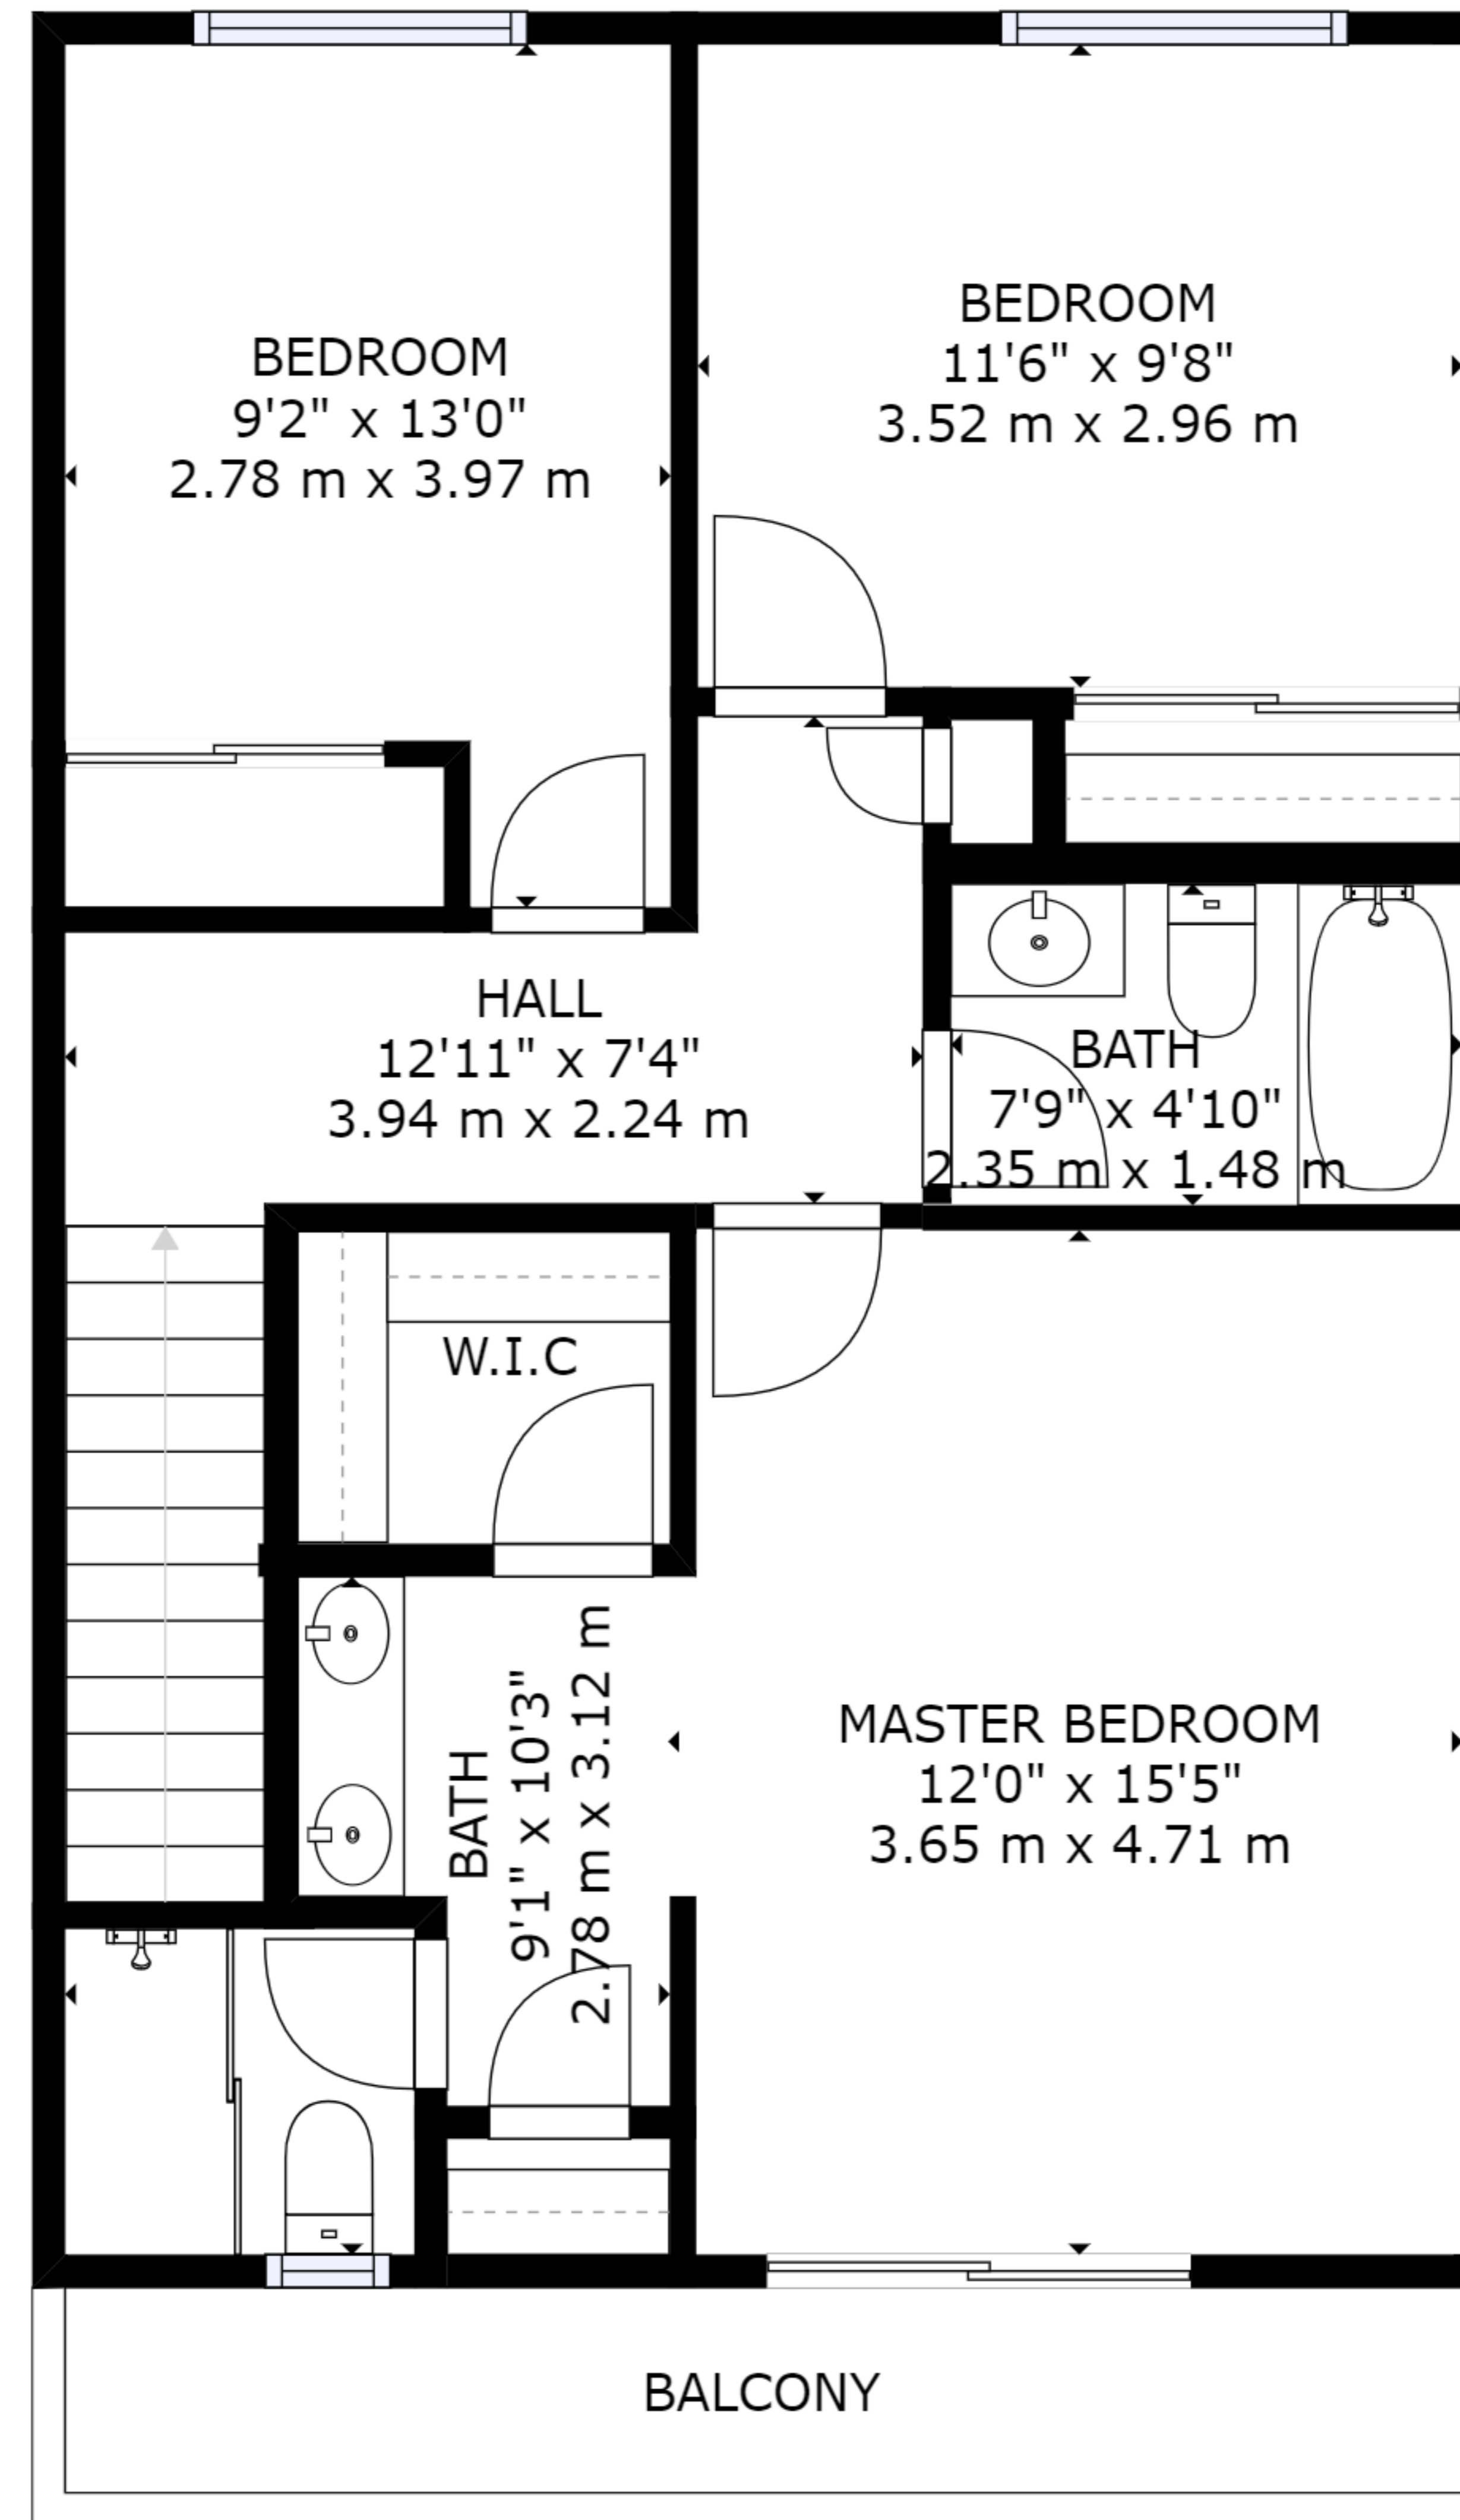 BEDROOM
9'2" x 13'0"
2.78 m x 3.97 m
BEDROOM
11'6" x 9'8"
3.52 m x 2.96 m
HALL
12'11" x 7'4"
3.94 m x 2.24 m
BATH
7'9" x 4'10"
2.35 m x 1.48 m
W.I.C
BATH
9'1" x 10'3"
2.78 m x 3.12 m
MASTER BEDROOM
12'0" x 15'5"
3.65 m x 4.71 m
BALCONY